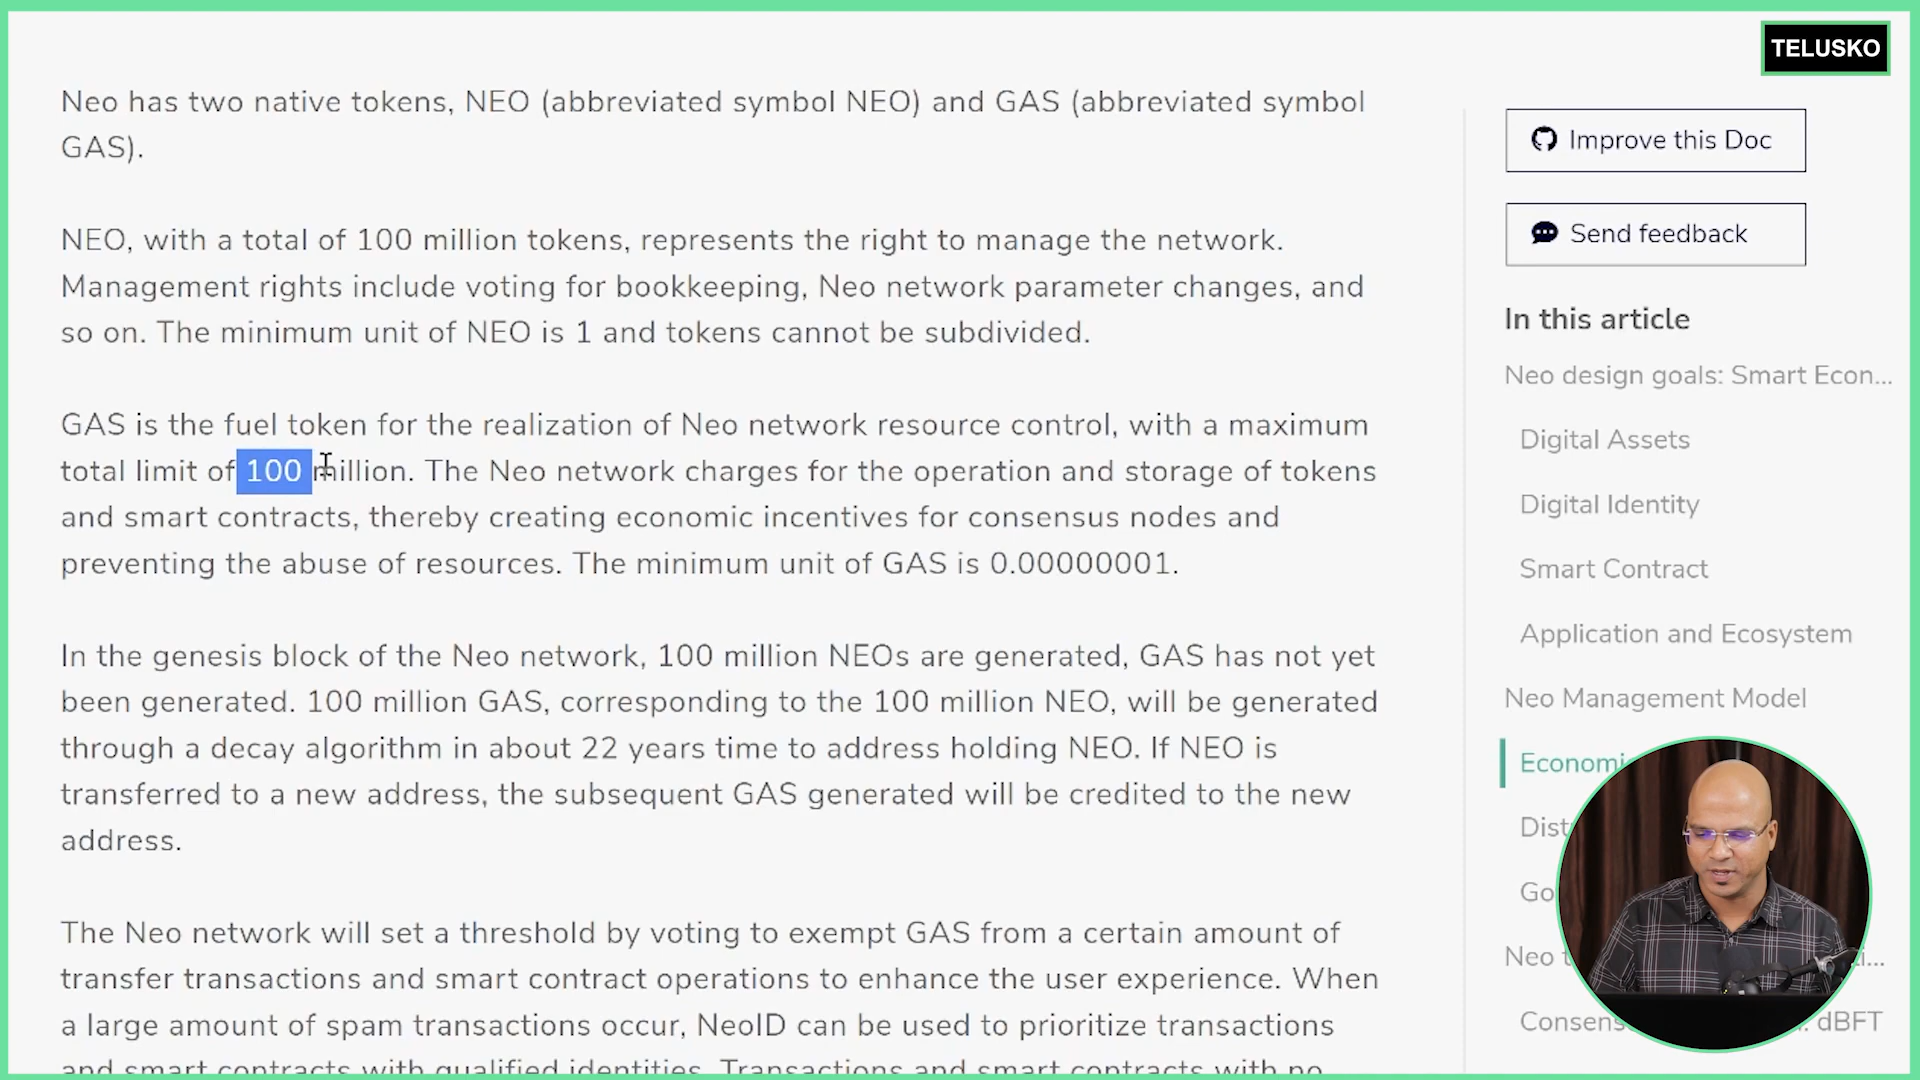 TELUSKO
Neo has two native tokens, NEO (abbreviated symbol NEO) and GAS (abbreviated symbol
GAS).
NEO, with a total of 100 million tokens, represents the right to manage the network.
Management rights include voting for bookkeeping, Neo network parameter changes, and
so on. The minimum unit of NEO is 1 and tokens cannot be subdivided.
GAS is the fuel token for the realization of Neo network resource control, with a maximum
total limit of 100 million. The Neo network charges for the operation and storage of tokens
and smart contracts, thereby creating economic incentives for consensus nodes and
preventing the abuse of resources. The minimum unit of GAS is 0.00000001.
In the genesis block of the Neo network, 100 million NEOs are generated, GAS has not yet
been generated. 100 million GAS, corresponding to the 100 million NEO, will be generated
through a decay algorithm in about 22 years time to address holding NEO. If NEO is
transferred to a new address, the subsequent GAS generated will be credited to the new
address.
The Neo network will set a threshold by voting to exempt GAS from a certain amount of
transfer transactions and smart contract operations to enhance the user experience. When
a large amount of spam transactions occur, NeoID can be used to prioritize transactions
and smart contracts with qualified identities. Transactions and smart contracts with no
Improve this Doc
Send feedback
In this article
Neo design goals: Smart Econ...
Digital Assets
Digital Identity
Smart Contract
Application and Ecosystem
Neo Management Model
Economi
Dist
Go
Neo
Consens dBFT